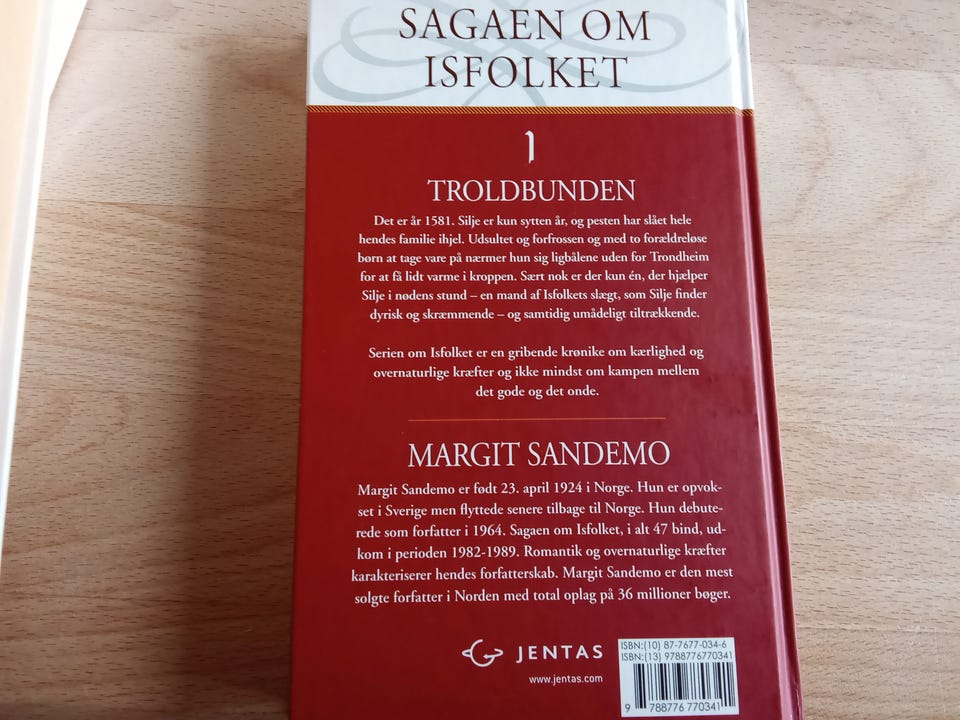 SAGAEN OM
ISFOLKET
1
TROLDBUNDEN
Det er år 1581. Silje er kun sytten år, og pesten har slået hele
hendes familie ihjel. Udsultet og forfrossen og med to forældreløse
børn at tage vare på nærmer hun sig ligbålene uden for Trondheim
for at få lidt varme i kroppen. Sært nok er der kun én, der hjælper
Silje i nødens stund – en mand af Isfolkets slægt, som Silje finder
dyrisk og skræmmende – og samtidig umådeligt tiltrækkende.
Serien om Isfolket er en gribende krønike om kærlighed og
overnaturlige kræfter og ikke mindst om kampen mellem
det gode og det onde.
MARGIT SANDEMO
Margit Sandemo er født 23. april 1924 i Norge. Hun er opvok-
set i Sverige men flyttede senere tilbage til Norge. Hun debute-
rede som forfatter i 1964. Sagaen om Isfolket, i alt 47 bind, ud-
kom i perioden 1982-1989. Romantik og overnaturlige kræfter
karakteriserer hendes forfatterskab. Margit Sandemo er den mest
solgte forfatter i Norden med total oplag på 36 millioner bøger.
JENTAS
www.jentas.com
ISBN:(10) 87-7677-034-6
ISBN:(13) 9788776770341
9 788776 770341